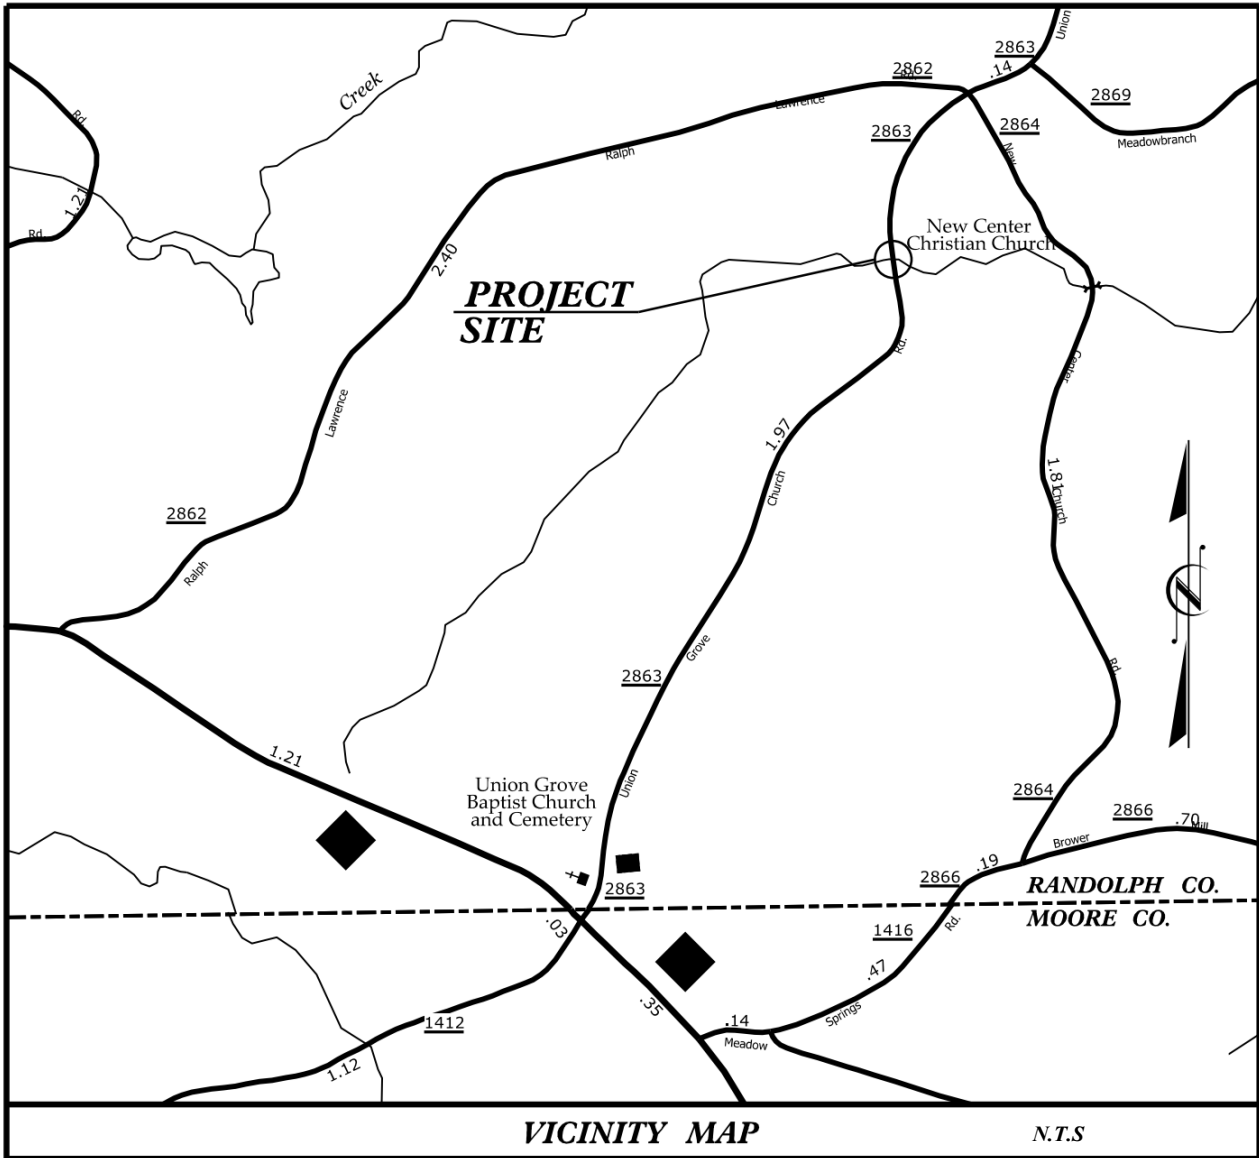 Union
2863
.14
2862
Rd.
2869
Creek
Lawrence
Rd.
2863
2864
Meadowbranch
New
Ralph
1.21
New Center
Christian Church
Rd.
2.40
PROJECT
SITE
Rd.
Center
Lawrence
1.97
1.81
Church
Church
2862
N
Ralph
Grove
Rd.
2863
1.21
Union
Union Grove
Baptist Church
and Cemetery
2864
2866
.70
Mill
Brower
.19
2866
2863
RANDOLPH CO.
MOORE CO.
.03
Rd.
1416
.47
.35
Springs
.14
Meadow
1412
1.12
VICINITY MAP
N.T.S